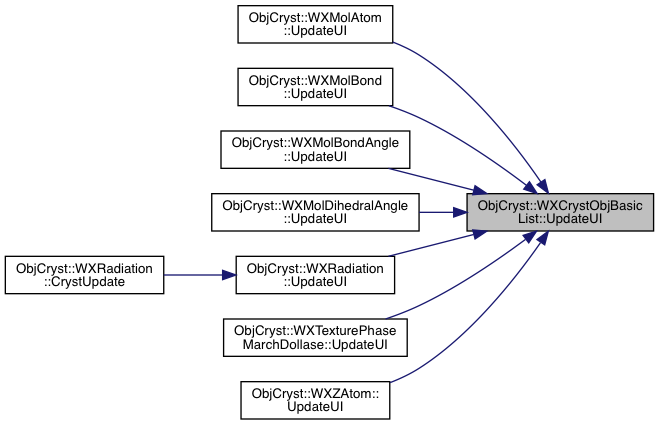 ObjCryst::WXMolAtom
::UpdateUI
ObjCryst::WXMolBond
::UpdateUI
ObjCryst::WXMolBondAngle
::UpdateUI
ObjCryst::WXMolDihedralAngle
::UpdateUI
ObjCryst::WXCrystObjBasic
List::UpdateUI
ObjCryst::WXRadiation
::CrystUpdate
ObjCryst::WXRadiation
::UpdateUI
ObjCryst::WXTexturePhase
MarchDollase::UpdateUI
ObjCryst::WXZAtom::
UpdateUI